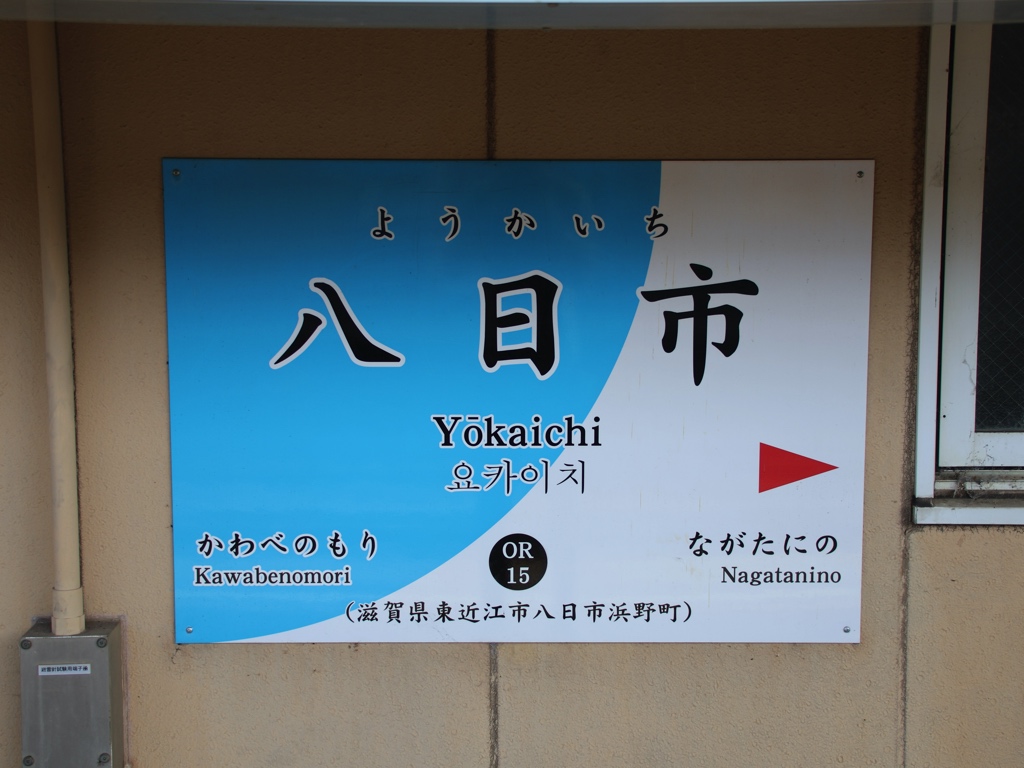 ようかいち
八日市
Yōkaichi
요카이치
かわべのもり
Kawabenomori
OR
15
ながたにの
Nagatanino
(滋賀県東近江市八日市浜野町)